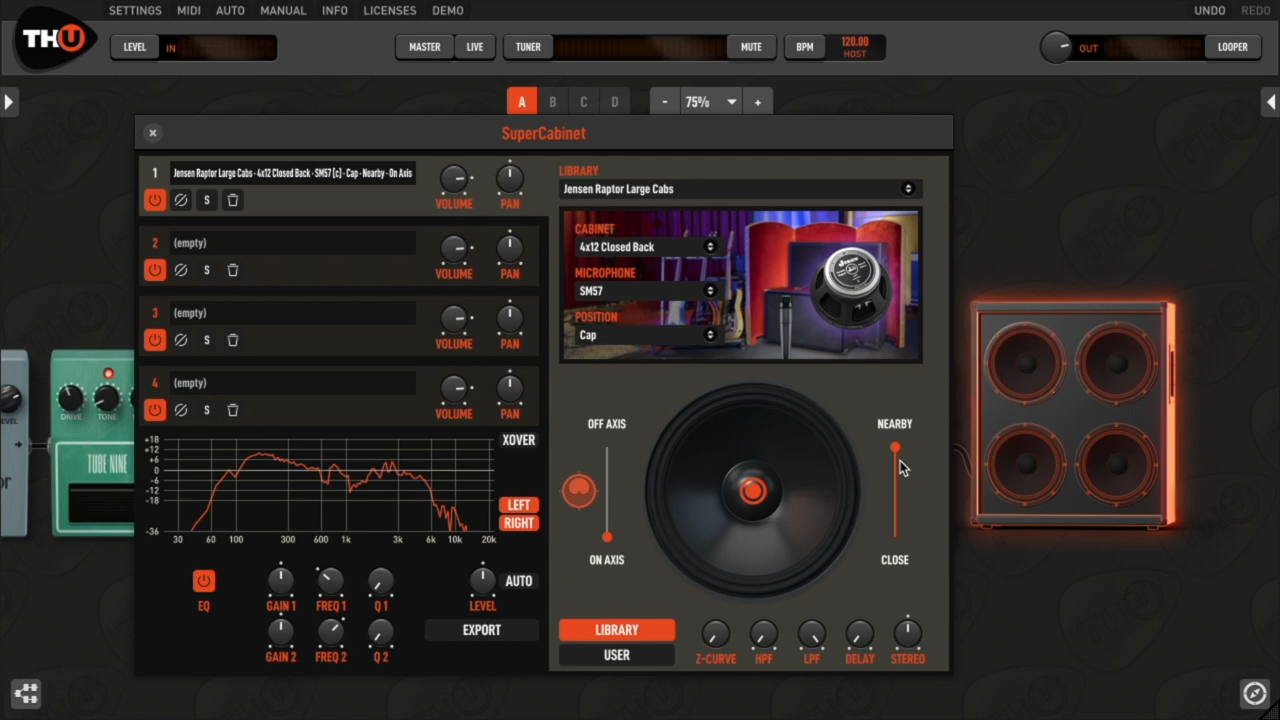 SETTINGS MIDI AUTO MANUAL INFO LICENSES DEMO UNDO REDO
THU LEVEL IN MASTER LIVE TUNER MUTE BPM 120.00 HOST OUT LOOPER
A B C D - 75% +
SuperCabinet
1 Jensen Raptor Large Cabs - 4x12 Closed Back - SM57 [c] - Cap - Nearby - On Axis
S VOLUME PAN
2 (empty)
S VOLUME PAN
3 (empty)
S VOLUME PAN
4 (empty)
S VOLUME PAN
LIBRARY
Jensen Raptor Large Cabs
CABINET
4x12 Closed Back
MICROPHONE
SM57
POSITION
Cap
Jensen
DRIVE TONE
TUBE NINE
+18
+12
+6
0
-6
-12
-18
-36
30 60 100 300 600 1k 3k 6k 10k 20k
XOVER
LEFT
RIGHT
OFF AXIS
ON AXIS
NEARBY
CLOSE
EQ GAIN 1 FREQ 1 Q 1 LEVEL AUTO
GAIN 2 FREQ 2 Q 2 EXPORT
LIBRARY
USER
Z-CURVE HPF LPF DELAY STEREO